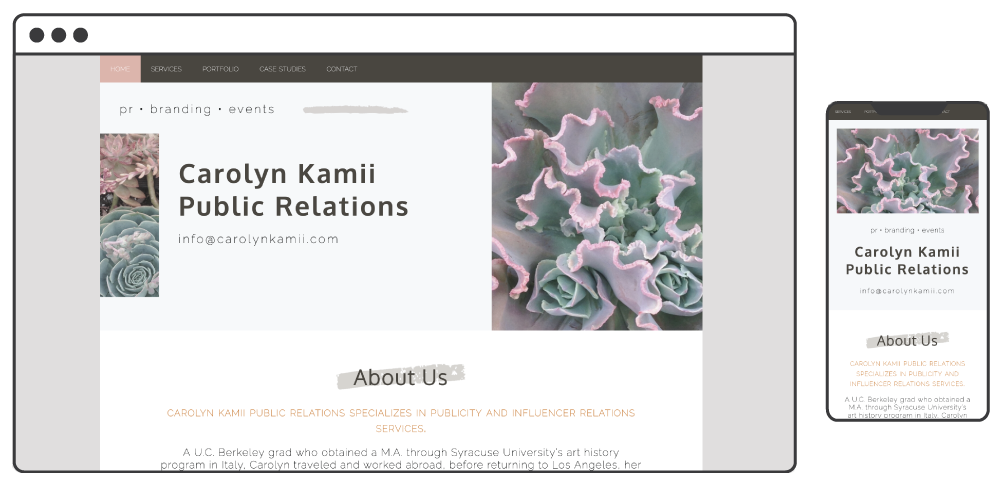 HOME SERVICES PORTFOLIO CASE STUDIES CONTACT
pr • branding • events
Carolyn Kamii
Public Relations
info@carolynkamii.com
About Us
CAROLYN KAMII PUBLIC RELATIONS SPECIALIZES IN PUBLICITY AND INFLUENCER RELATIONS
SERVICES.
A U.C. Berkeley grad who obtained a M.A. through Syracuse University's art history
program in Italy, Carolyn traveled and worked abroad, before returning to Los Angeles, her
SERVICES
pr • branding • events
Carolyn Kamii
Public Relations
info@carolynkamii.com
About Us
CAROLYN KAMII PUBLIC RELATIONS
SPECIALIZES IN PUBLICITY AND
INFLUENCER RELATIONS SERVICES.
A U.C. Berkeley grad who obtained a
M.A. through Syracuse University's
art history program in Italy, Carolyn